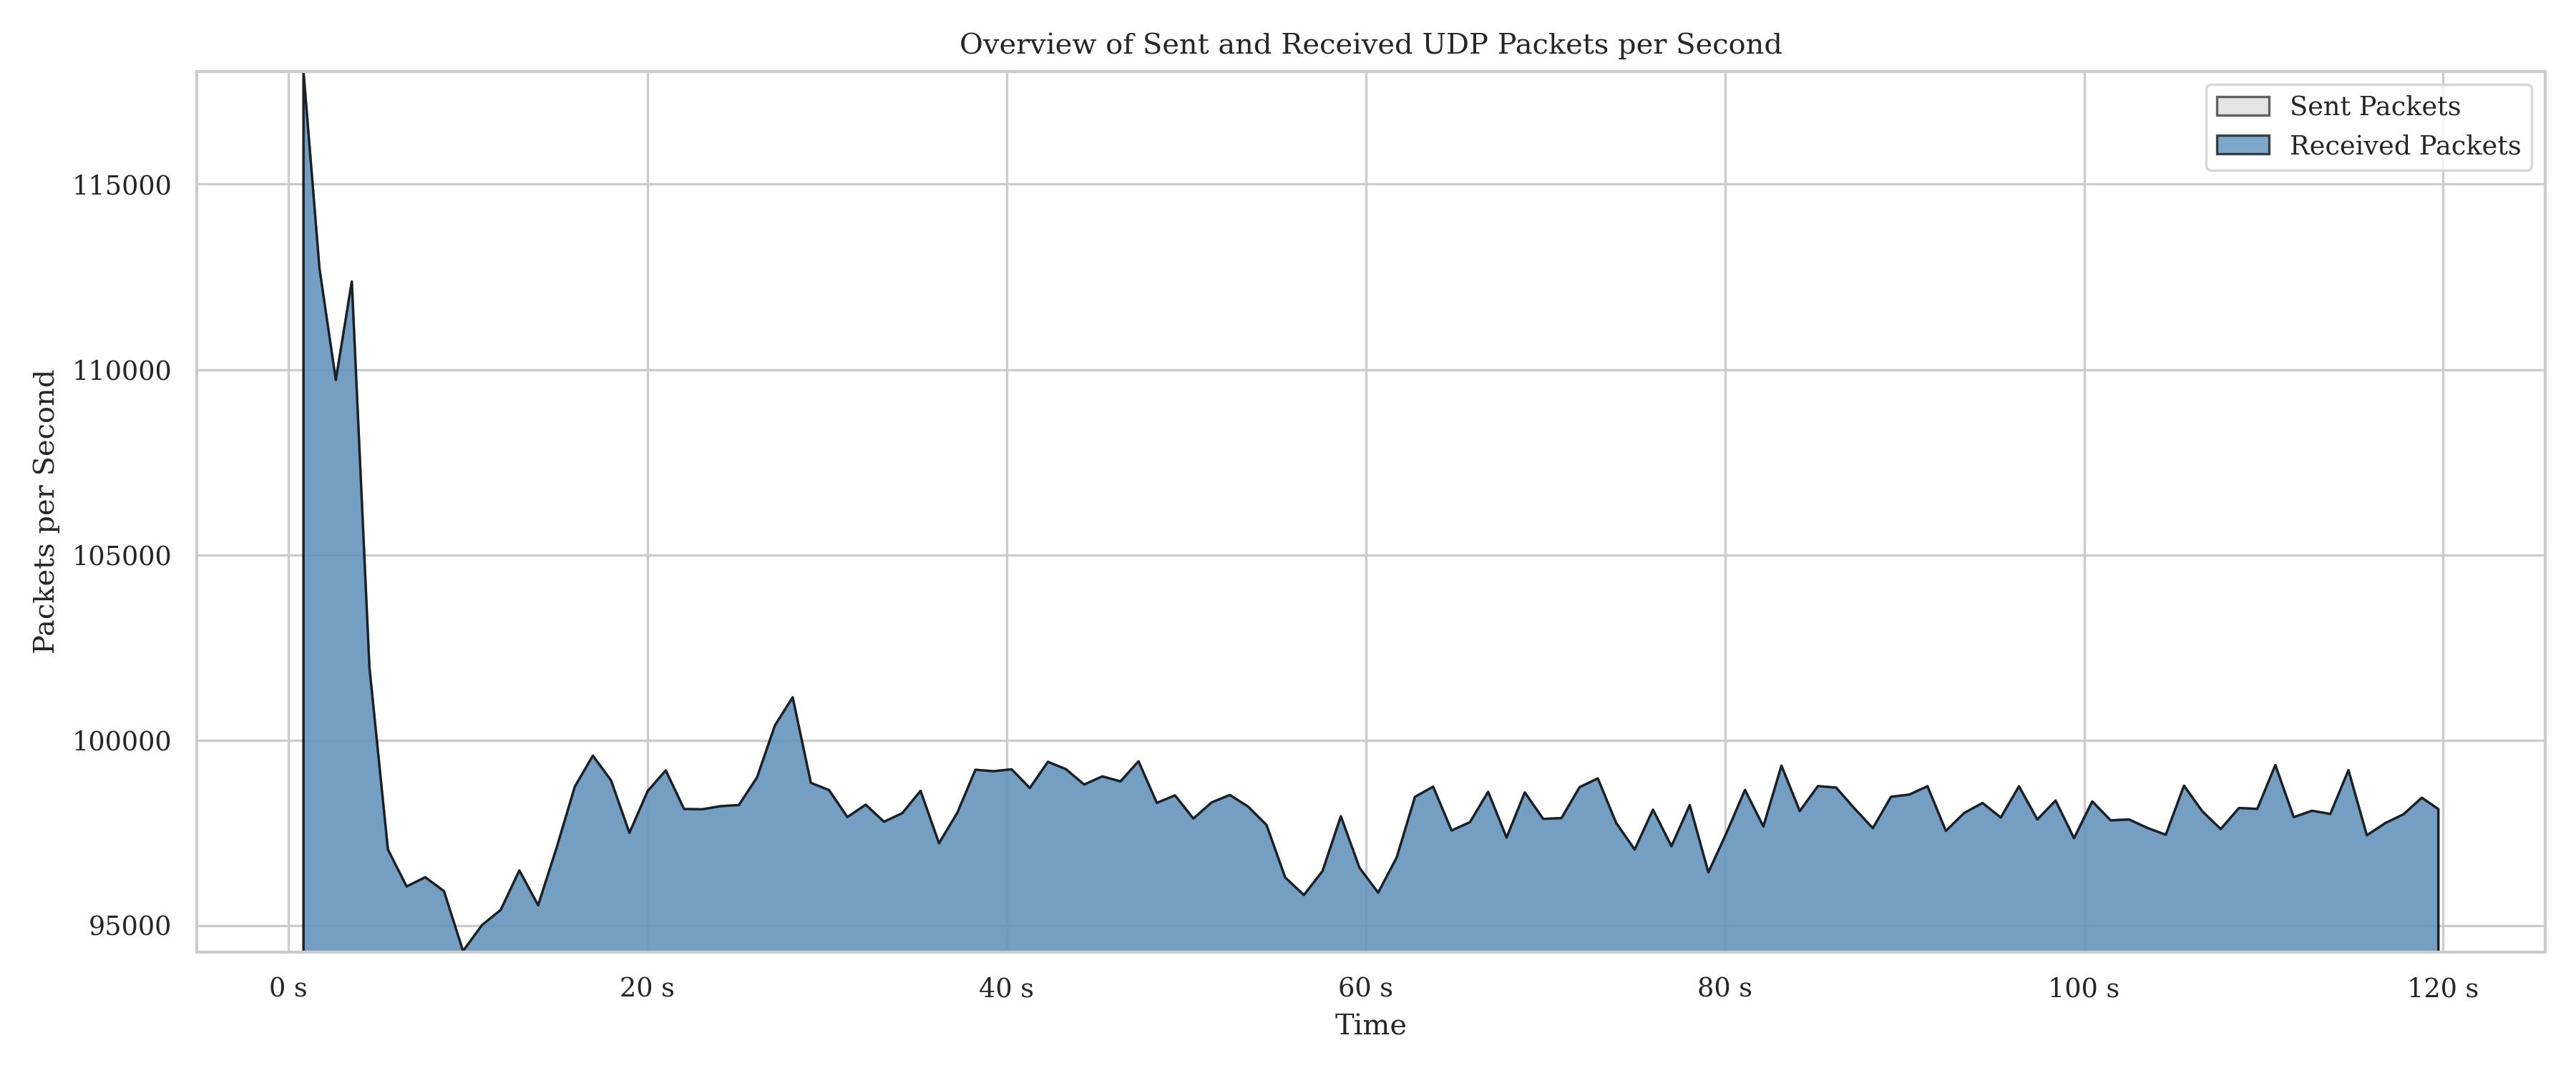 Overview of Sent and Received UDP Packets per Second
Sent Packets
Received Packets
Packets per Second
115000
110000
105000
100000
95000
0 s
20 s
40 s
60 s
80 s
100 s
120 s
Time